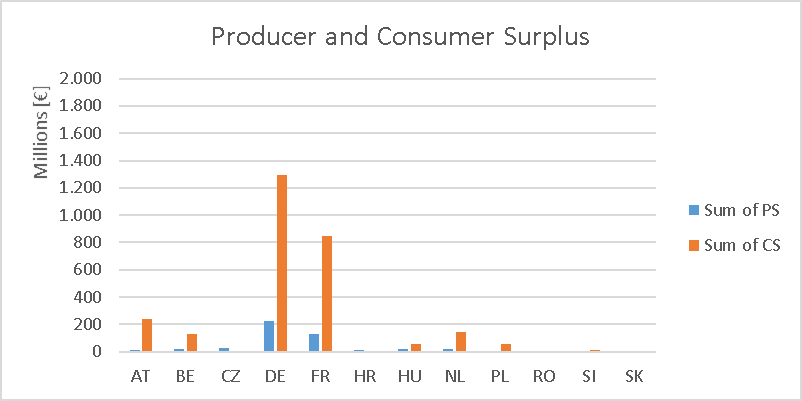 Producer and Consumer Surplus
Millions [€]
2.000
1.800
1.600
1.400
1.200
1.000
800
600
400
200
0
AT BE CZ DE FR HR HU NL PL RO SI SK
Sum of PS
Sum of CS